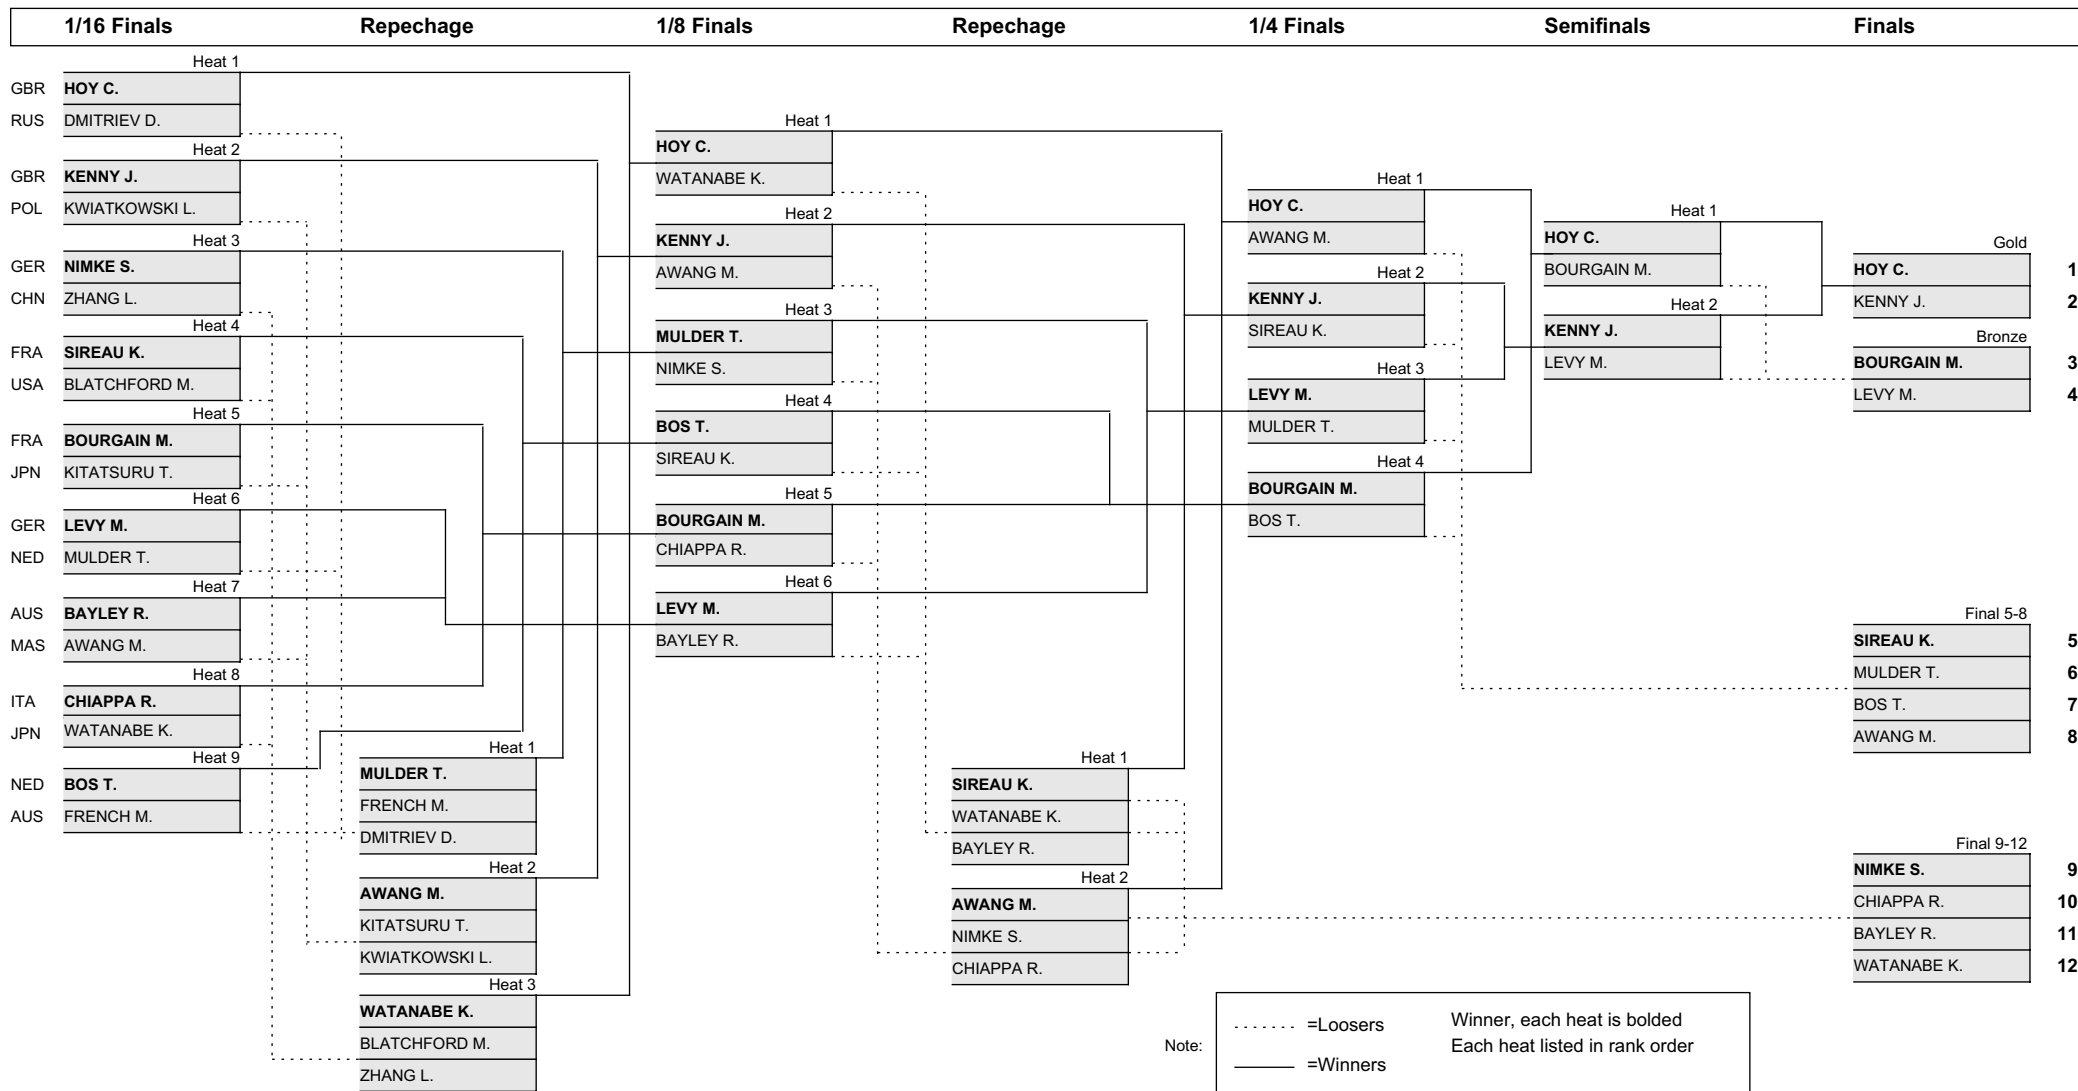 1/16 Finals Repechage 1/8 Finals Repechage 1/4 Finals Semifinals Finals
Heat 1
GBR HOY C.
RUS DMITRIEV D.
Heat 2
GBR KENNY J.
POL KWIATKOWSKI L.
Heat 3
GER NIMKE S.
CHN ZHANG L.
Heat 4
FRA SIREAU K.
USA BLATCHFORD M.
Heat 5
FRA BOURGAIN M.
JPN KITATSURU T.
Heat 6
GER LEVY M.
NED MULDER T.
Heat 7
AUS BAYLEY R.
MAS AWANG M.
Heat 8
ITA CHIAPPA R.
JPN WATANABE K.
Heat 9
NED BOS T.
AUS FRENCH M.
Heat 1
MULDER T.
FRENCH M.
DMITRIEV D.
Heat 2
AWANG M.
KITATSURU T.
KWIATKOWSKI L.
Heat 3
WATANABE K.
BLATCHFORD M.
ZHANG L.
Heat 1
HOY C.
WATANABE K.
Heat 2
KENNY J.
AWANG M.
Heat 3
MULDER T.
NIMKE S.
Heat 4
BOS T.
SIREAU K.
Heat 5
BOURGAIN M.
CHIAPPA R.
Heat 6
LEVY M.
BAYLEY R.
Heat 1
SIREAU K.
WATANABE K.
BAYLEY R.
Heat 2
AWANG M.
NIMKE S.
CHIAPPA R.
Heat 1
HOY C.
AWANG M.
Heat 2
KENNY J.
SIREAU K.
Heat 3
LEVY M.
MULDER T.
Heat 4
BOURGAIN M.
BOS T.
Heat 1
HOY C.
BOURGAIN M.
Heat 2
KENNY J.
LEVY M.
Gold
HOY C. 1
KENNY J. 2
Bronze
BOURGAIN M. 3
LEVY M. 4
Final 5-8
SIREAU K. 5
MULDER T. 6
BOS T. 7
AWANG M. 8
Final 9-12
NIMKE S. 9
CHIAPPA R. 10
BAYLEY R. 11
WATANABE K. 12
Note:
=Loosers Winner, each heat is bolded
Each heat listed in rank order
=Winners